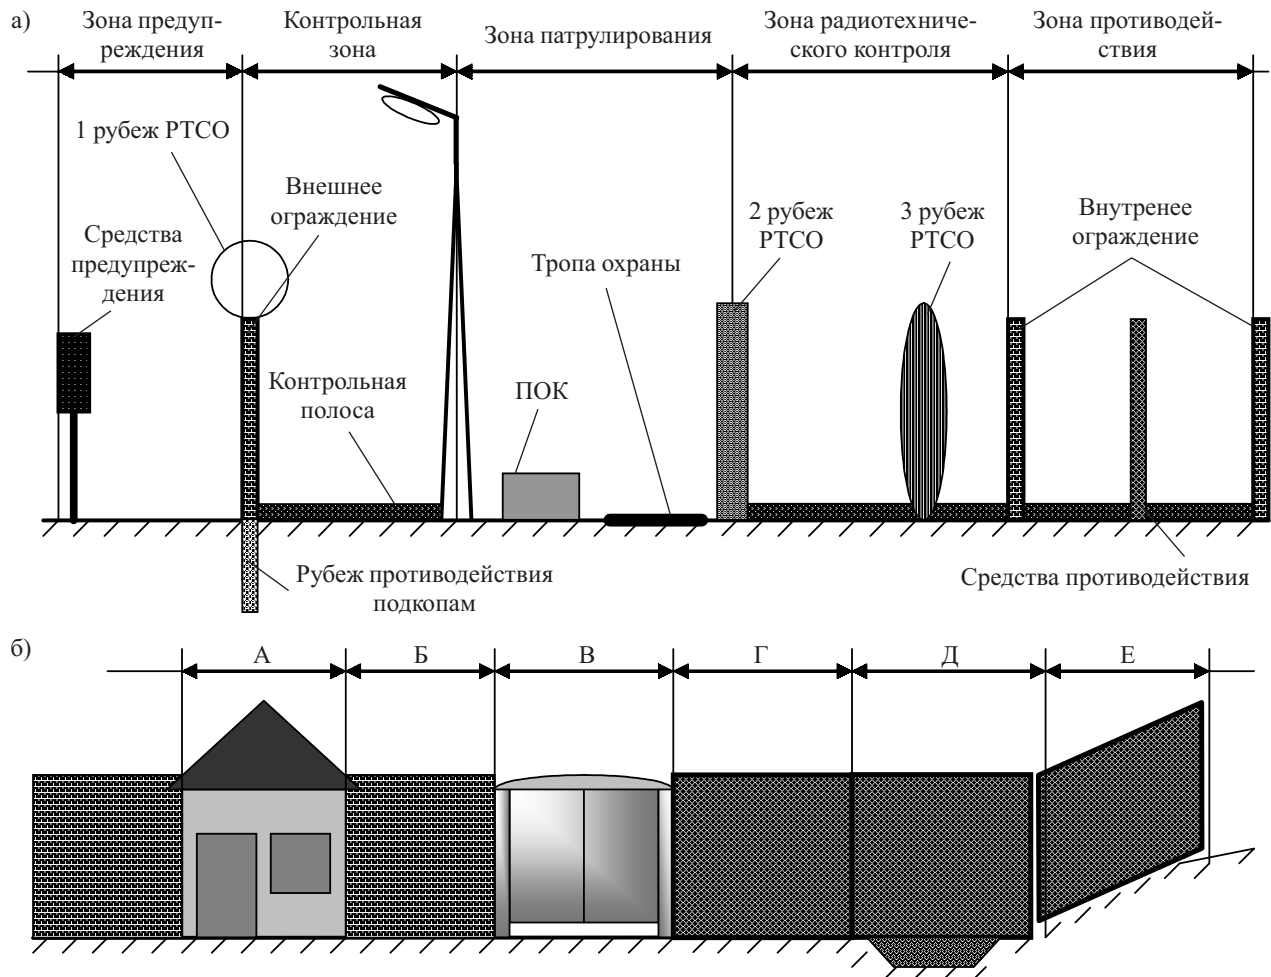 а)
Зона предуп-
реждения
Контрольная
зона
Зона патрулирования
Зона радиотехниче-
ского контроля
Зона противодей-
ствия
1 рубеж РТСО
Внешнее
ограждение
Средства
предупреж-
дения
Тропа охраны
2 рубеж
РТСО
3 рубеж
РТСО
Внутренее
ограждение
Контрольная
полоса
ПОК
Рубеж противодействия
подкопам
Средства противодействия
б)
А
Б
В
Г
Д
Е